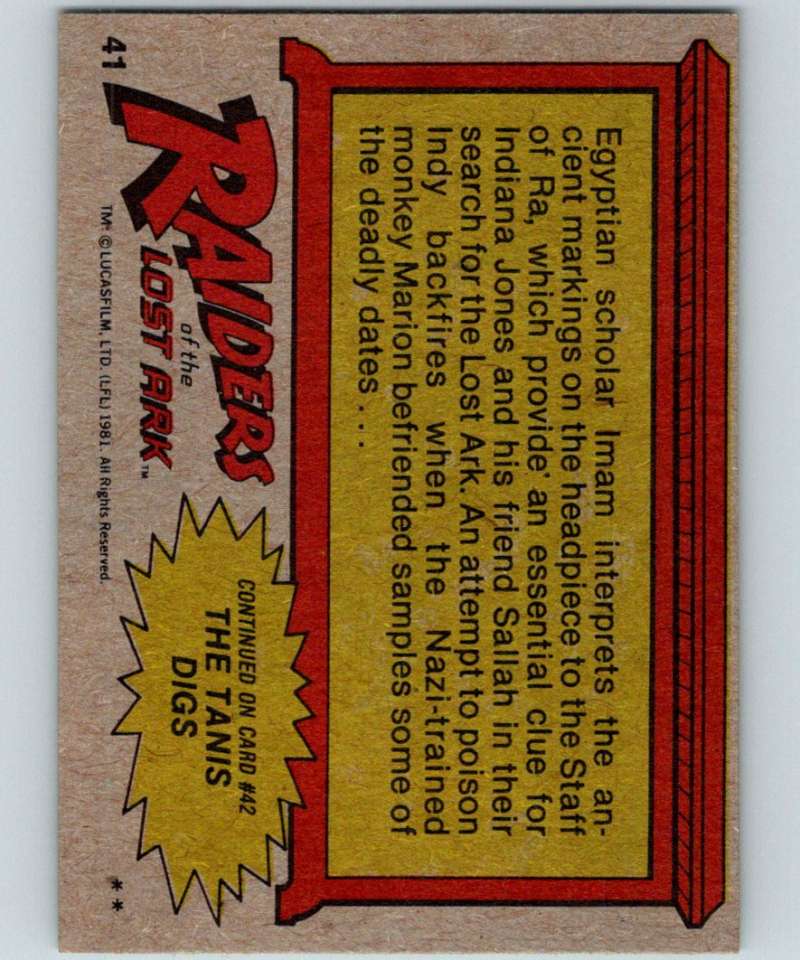 Egyptian scholar Imam interprets the an-
cient markings on the headpiece to the Staff
of Ra, which provide' an essential clue for
Indiana Jones and his friend Sallah in their
search for the Lost Ark. An attempt to poison
Indy backfires when the Nazi-trained
monkey Marion befriended samples some of
the deadly dates . . .
41
RAIDERS
of the
LOST ARK™
TM: © LUCASFILM, LTD. (LFL) 1981. All Rights Reserved.
CONTINUED ON CARD #42
THE TANIS
DIGS
**